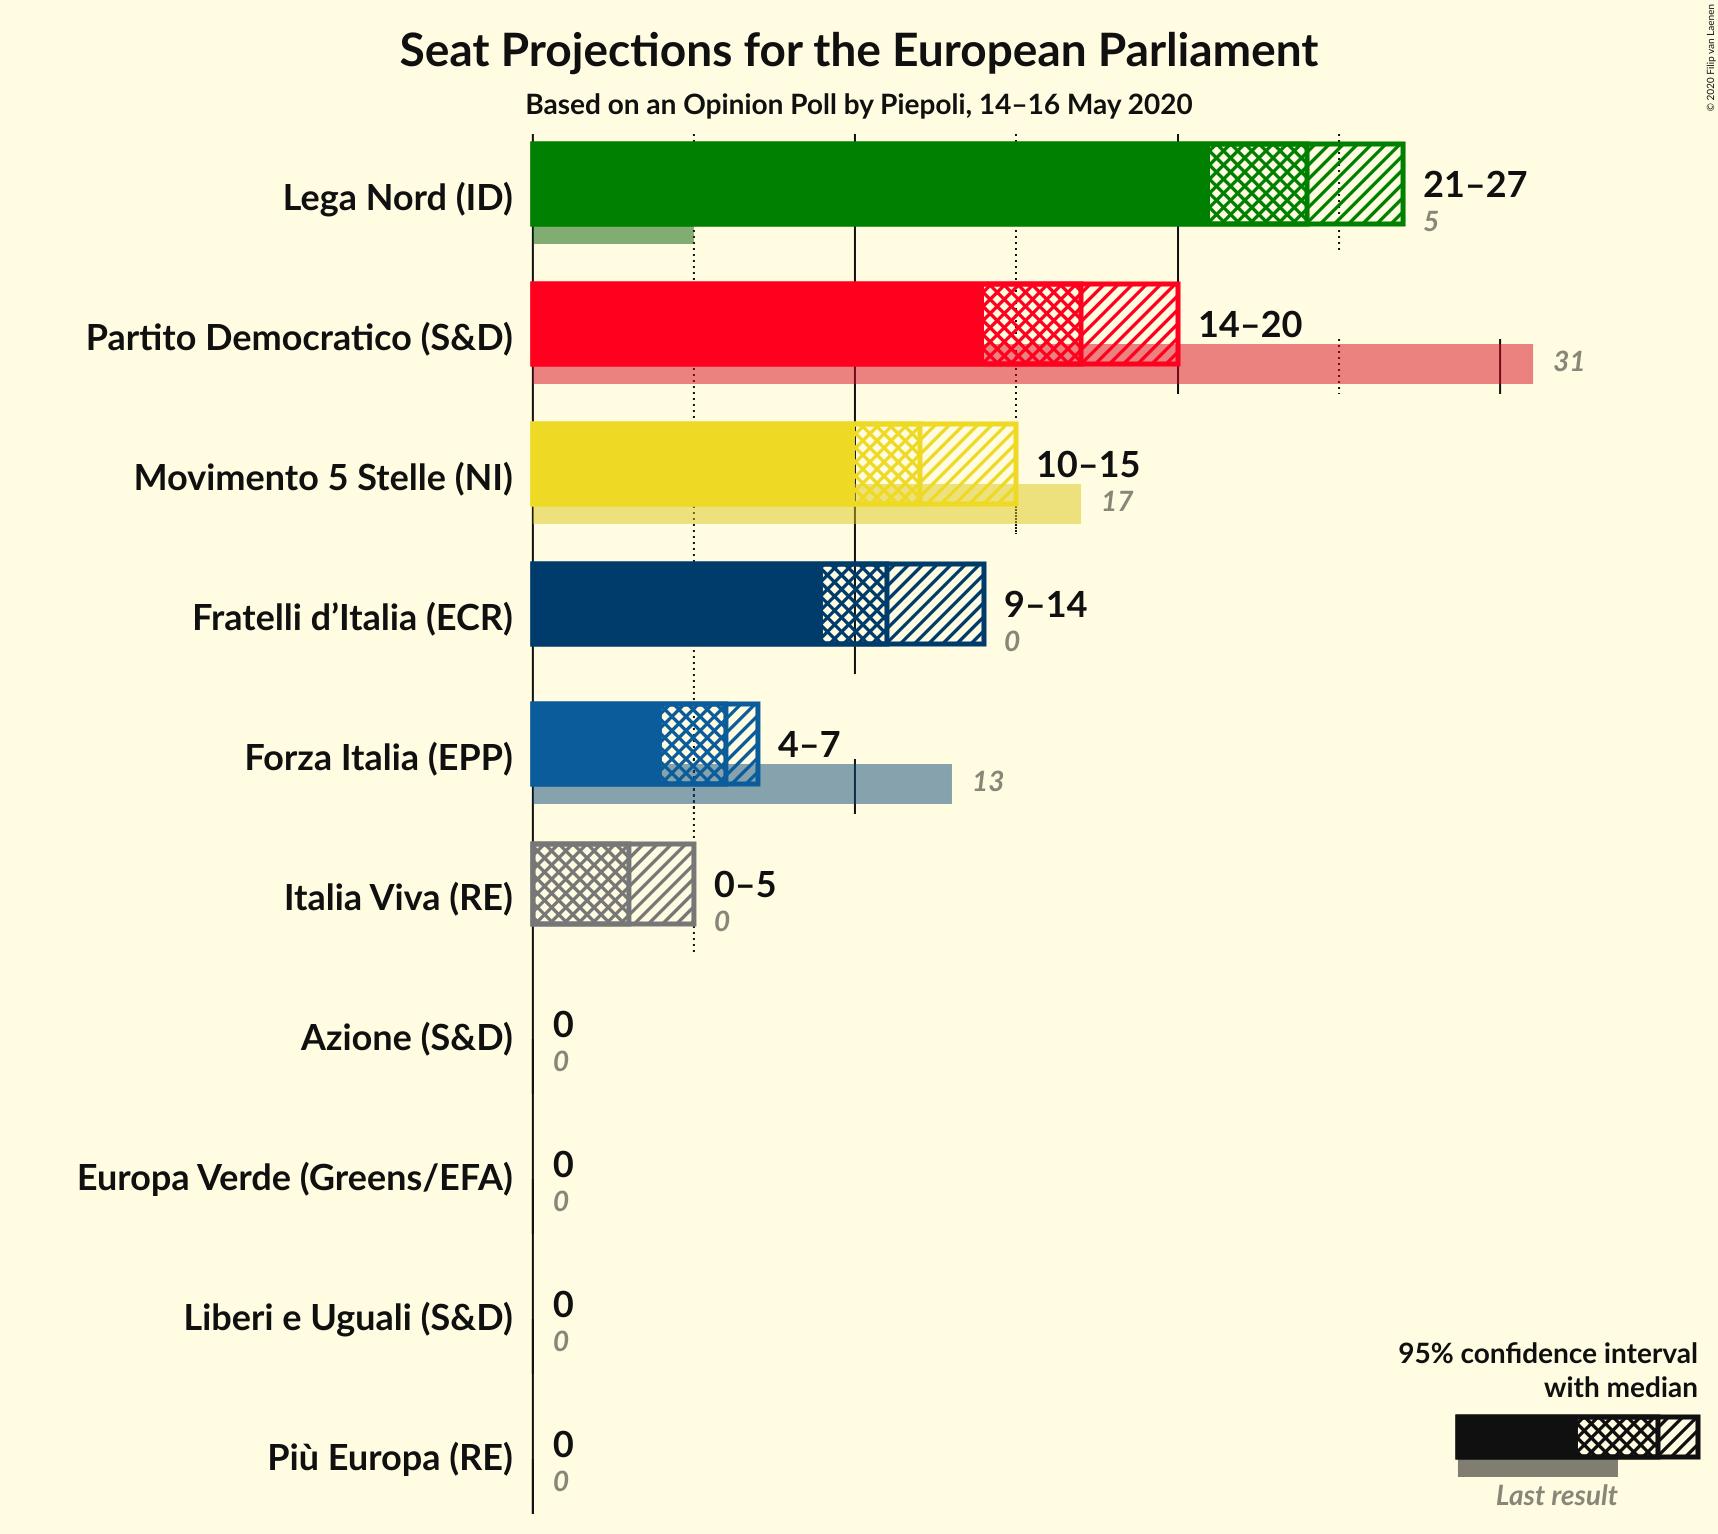 Seat Projections for the European Parliament
Based on an Opinion Poll by Piepoli, 14–16 May 2020
© 2020 Filip van Laenen
Lega Nord (ID)
21–27
5
Partito Democratico (S&D)
14–20
31
Movimento 5 Stelle (NI)
10–15
17
Fratelli d’Italia (ECR)
9–14
0
Forza Italia (EPP)
4–7
13
Italia Viva (RE)
0–5
0
Azione (S&D)
0
0
Europa Verde (Greens/EFA)
0
0
Liberi e Uguali (S&D)
0
0
Più Europa (RE)
0
0
95% confidence interval
with median
Last result